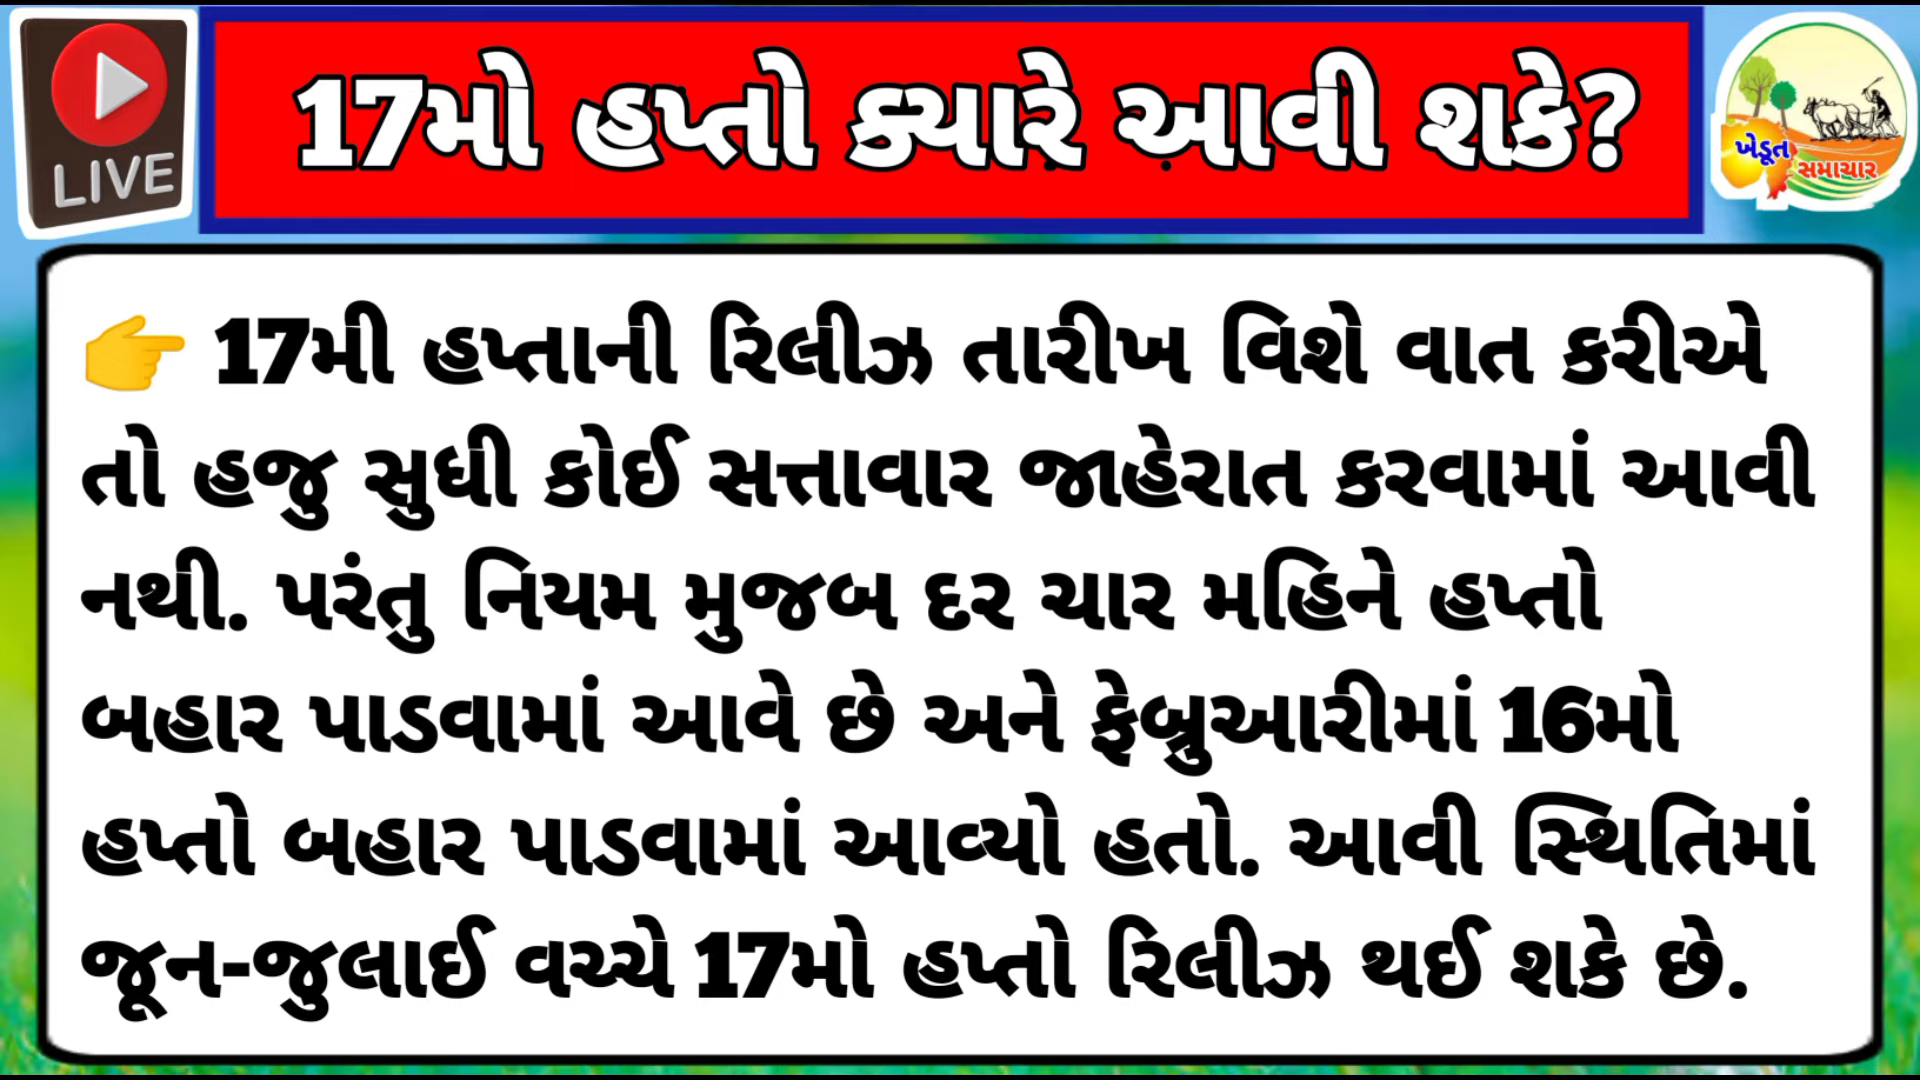 LIVE
17મો હપ્તો ક્યારે આવી શકે?
ખેડૂત
સમાચાર
👉 17મી હપ્તાની રિલીઝ તારીખ વિશે વાત કરીએ
તો હજુ સુધી કોઈ સત્તાવાર જાહેરાત કરવામાં આવી
નથી. પરંતુ નિયમ મુજબ દર ચાર મહિને હપ્તો
બહાર પાડવામાં આવે છે અને ફેબ્રુઆરીમાં 16મો
હપ્તો બહાર પાડવામાં આવ્યો હતો. આવી સ્થિતિમાં
જૂન-જુલાઈ વચ્ચે 17મો હપ્તો રિલીઝ થઈ શકે છે.